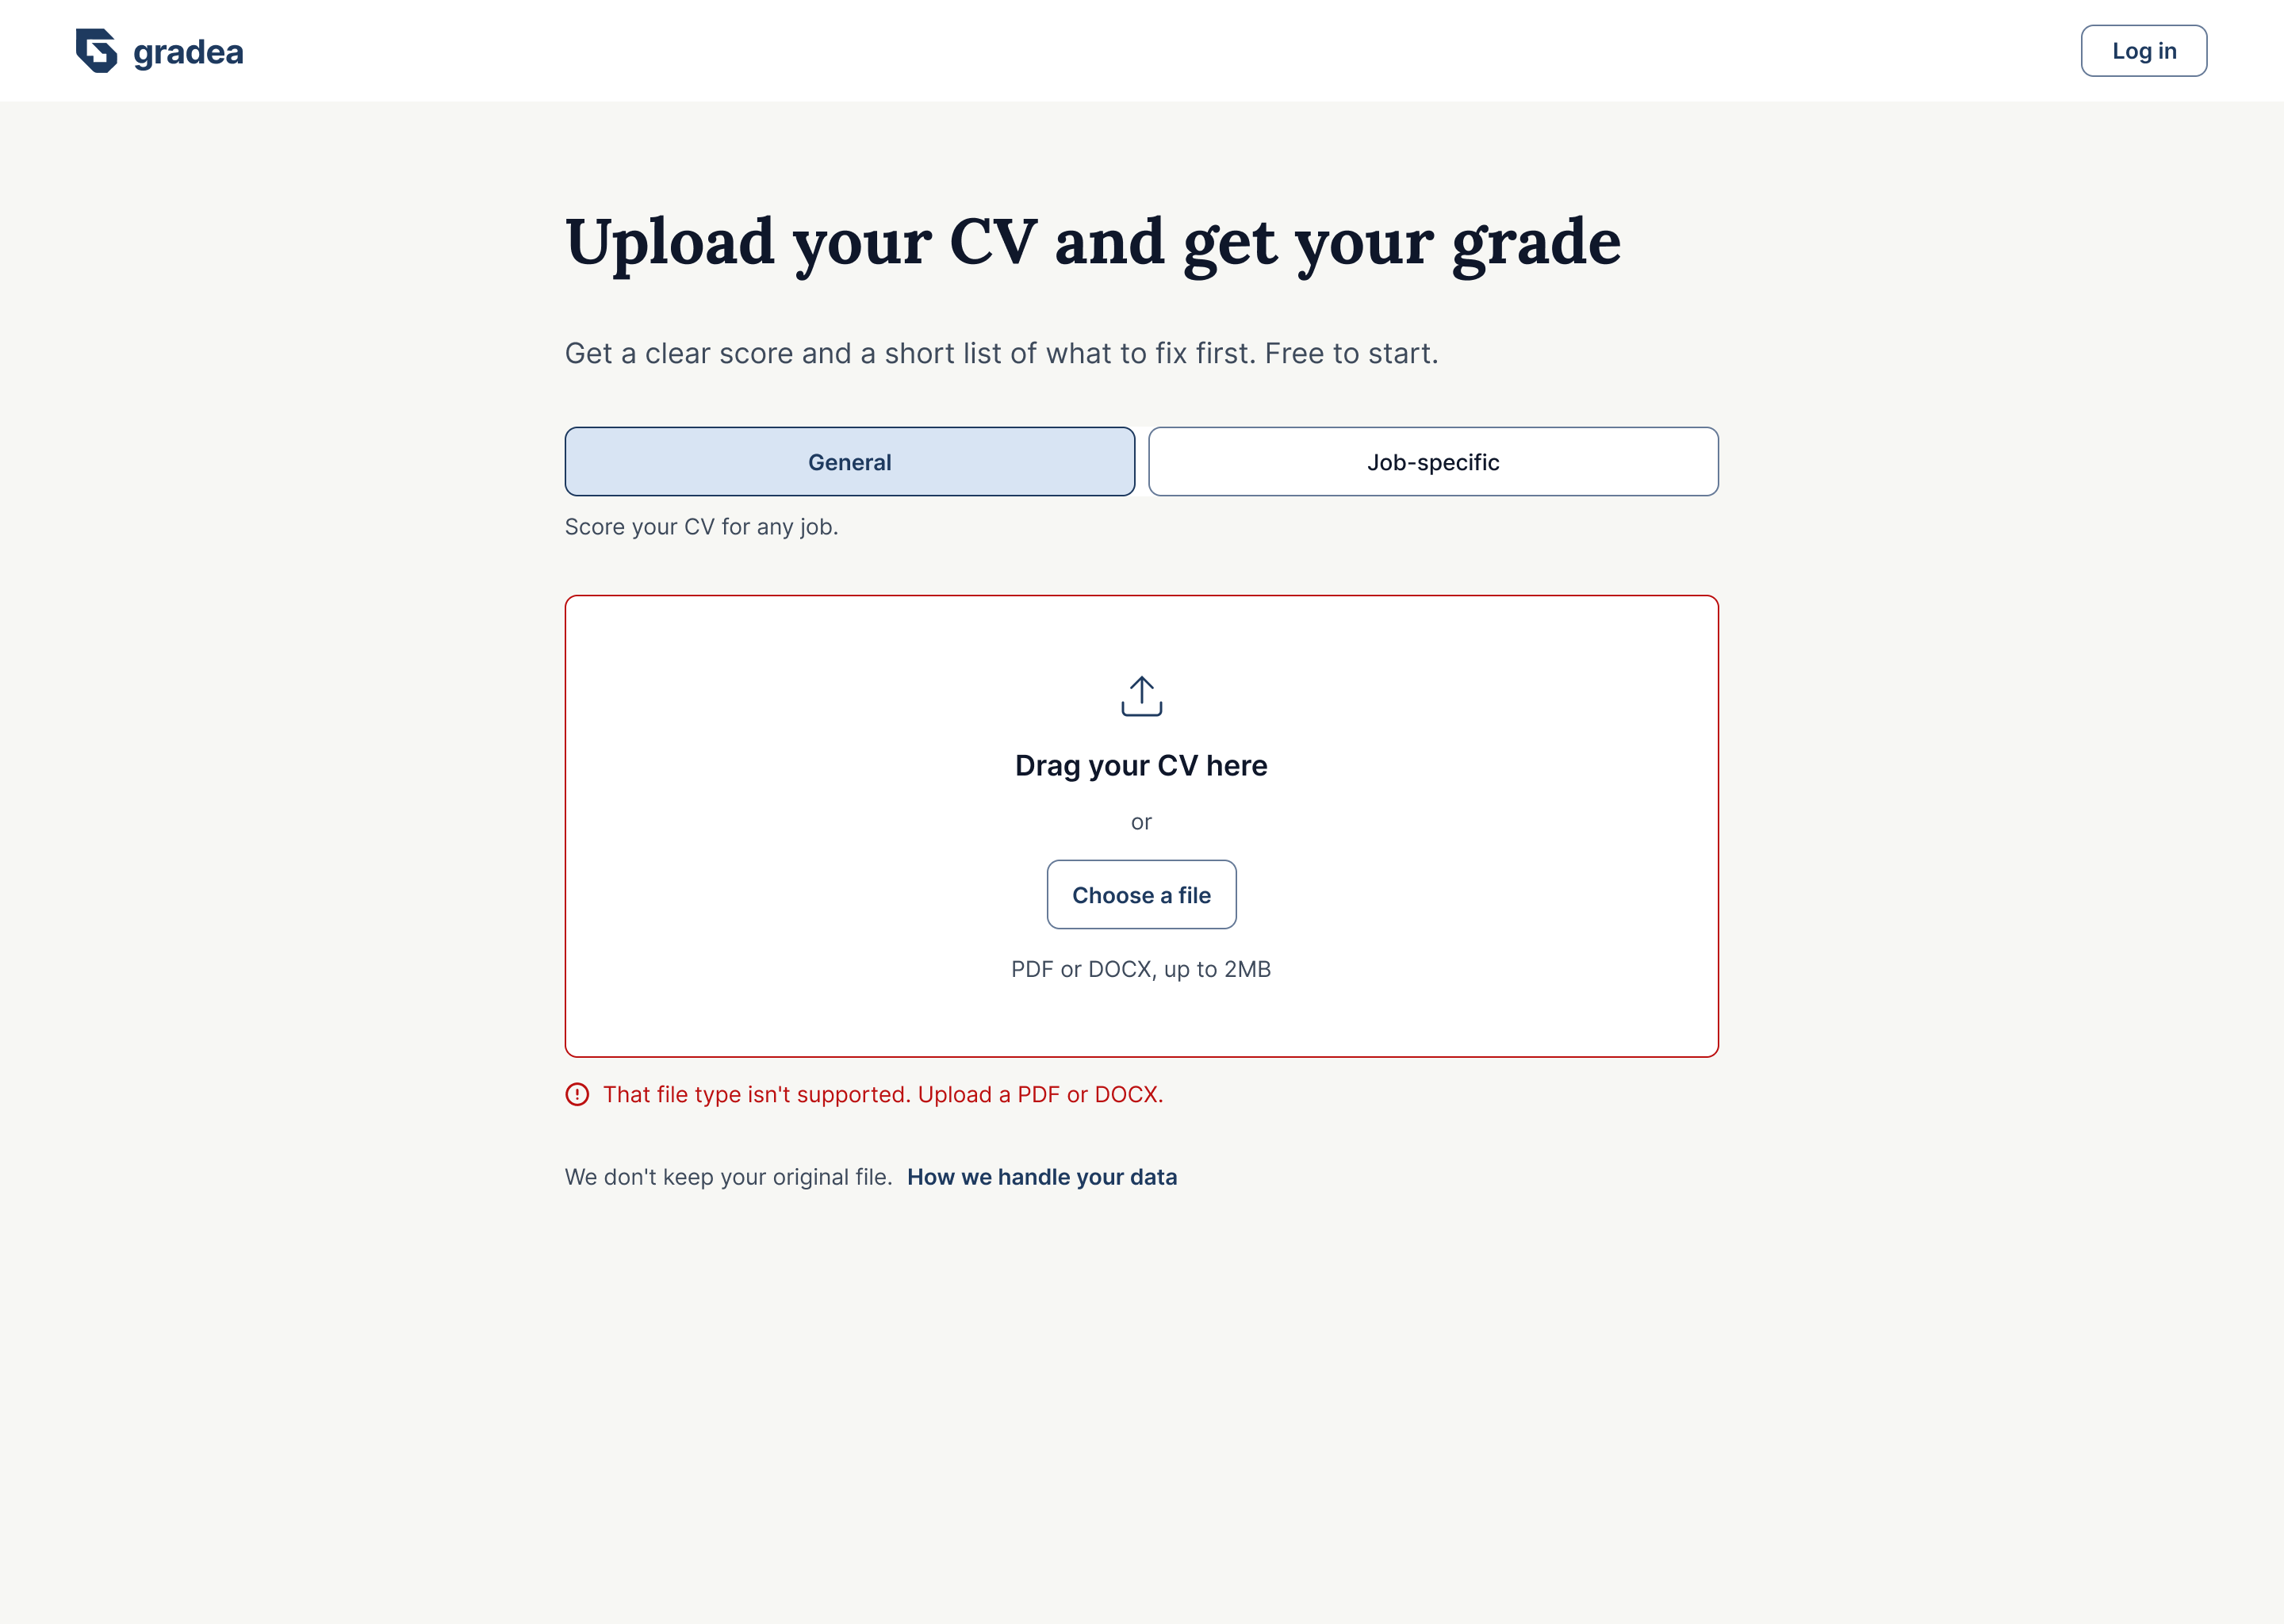 gradea
Log in
Upload your CV and get your grade
Get a clear score and a short list of what to fix first. Free to start.
General
Job-specific
Score your CV for any job.
Drag your CV here
or
Choose a file
PDF or DOCX, up to 2MB
That file type isn't supported. Upload a PDF or DOCX.
We don't keep your original file. How we handle your data